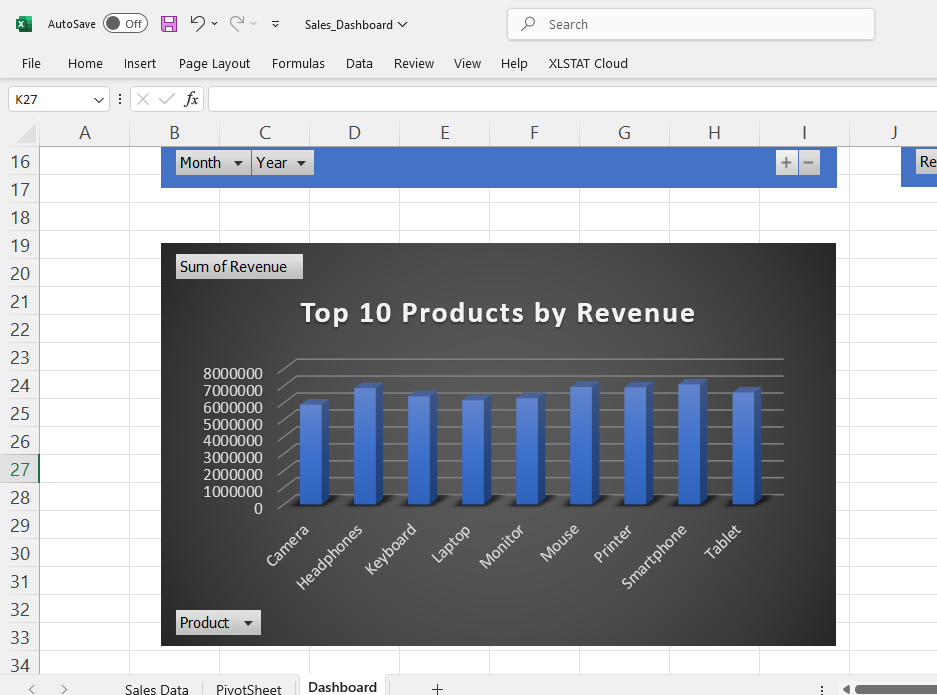 AutoSave Off Sales_Dashboard Search
File Home Insert Page Layout Formulas Data Review View Help XLSTAT Cloud
K27 fx
A B C D E F G H I J
16 Month Year + − Re
17
18
19
20 Sum of Revenue
21
22 Top 10 Products by Revenue
23
24 8000000
7000000
25 6000000
5000000
26 4000000
27 3000000
2000000
28 1000000
0
29 Camera Headphones Keyboard Laptop Monitor Mouse Printer Smartphone Tablet
30
31
32
33 Product
34
Sales Data PivotSheet Dashboard +